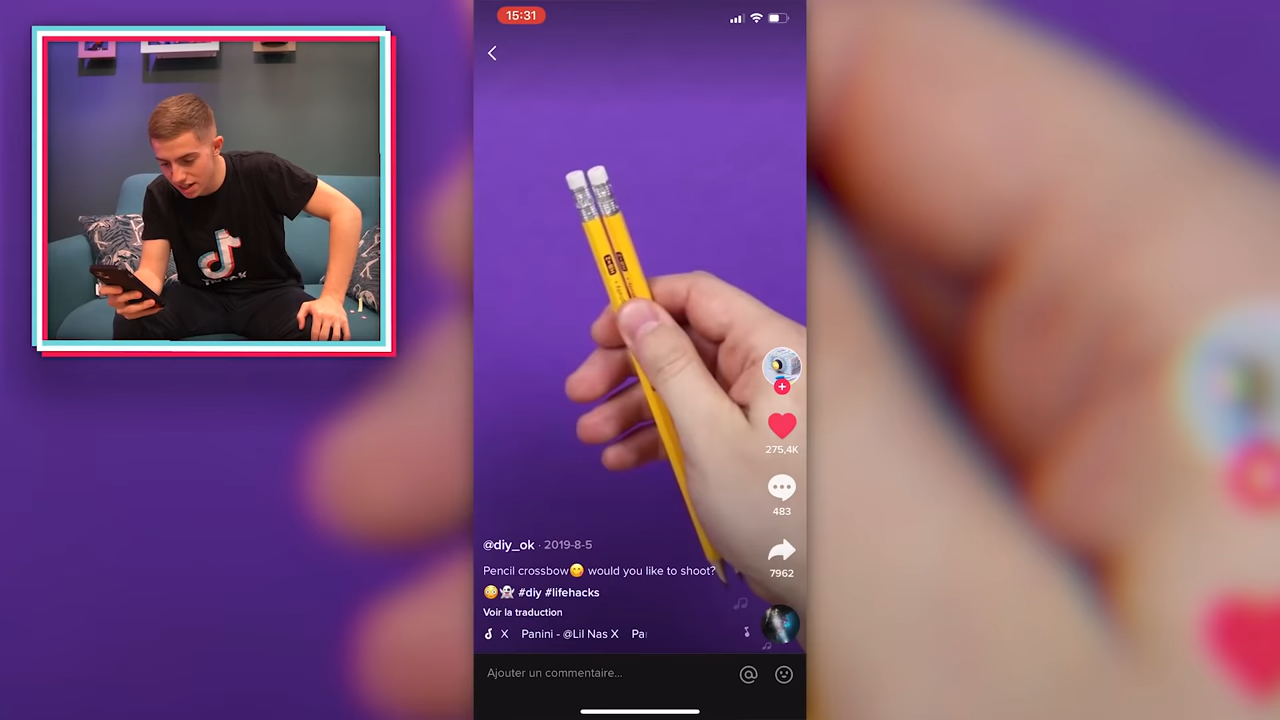 15:31
275,4K
483
7962
@diy_ok · 2019-8-5
Pencil crossbow😋 would you like to shoot?
😳👻 #diy #lifehacks
Voir la traduction
X Panini - @Lil Nas X Pa
Ajouter un commentaire...